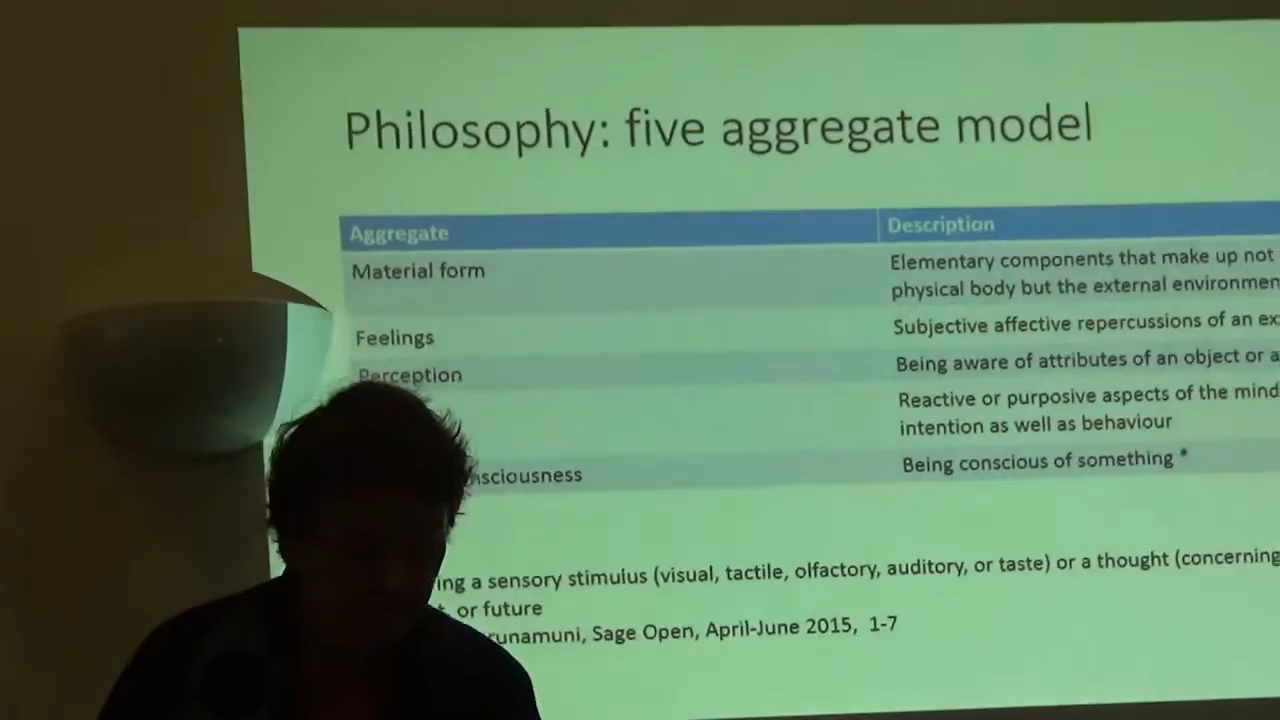 Philosophy: five aggregate model
Aggregate Description
Material form Elementary components that make up not
physical body but the external environmen
Feelings Subjective affective repercussions of an ex
Perception Being aware of attributes of an object or a
Reactive or purposive aspects of the mind
intention as well as behaviour
nsciousness Being conscious of something *
ing a sensory stimulus (visual, tactile, olfactory, auditory, or taste) or a thought (concerning
t, or future
runamuni, Sage Open, April-June 2015, 1-7